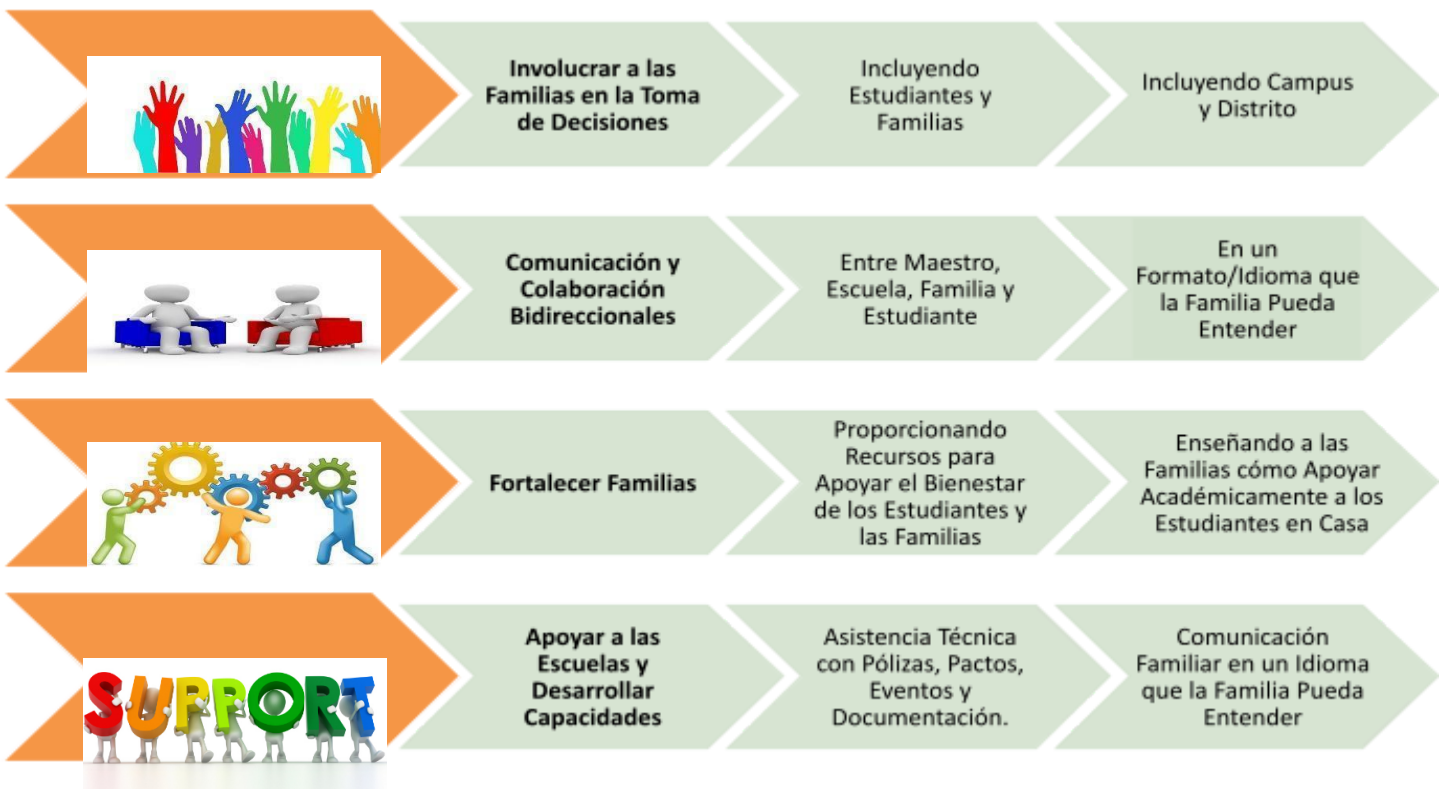 Involucrar a las
Familias en la Toma
de Decisiones
Incluyendo
Estudiantes y
Familias
Incluyendo Campus
y Distrito
Comunicación y
Colaboración
Bidireccionales
Entre Maestro,
Escuela, Familia y
Estudiante
En un
Formato/Idioma que
la Familia Pueda
Entender
Fortalecer Familias
Proporcionando
Recursos para
Apoyar el Bienestar
de los Estudiantes y
las Familias
Enseñando a las
Familias cómo Apoyar
Académicamente a los
Estudiantes en Casa
SUPPORT
Apoyar a las
Escuelas y
Desarrollar
Capacidades
Asistencia Técnica
con Pólizas, Pactos,
Eventos y
Documentación.
Comunicación
Familiar en un Idioma
que la Familia Pueda
Entender